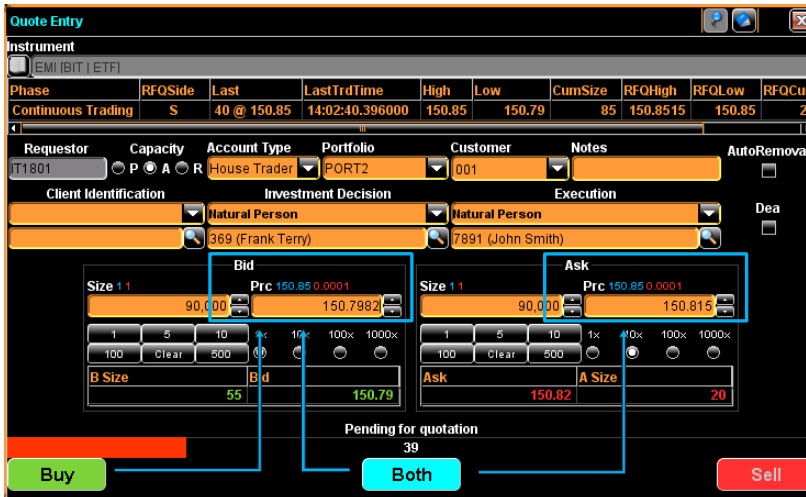 Quote Entry
Instrument
EMI [BIT | ETF]
Phase RFQSide Last LastTrdTime High Low CumSize RFQHigh RFQLow RFQCu
Continuous Trading S 40 @ 150.85 14:02:40.396000 150.85 150.79 85 150.8515 150.85 2
Requestor Capacity Account Type Portfolio Customer Notes AutoRemova
IT1801 P A R House Trader PORT2 001
Client Identification Investment Decision Execution Dea
Natural Person Natural Person
369 (Frank Terry) 7891 (John Smith)
Bid Ask
Size 1 1 Prc 150.85 0.0001 Size 1 1 Prc 150.85 0.0001
90,000 150.7982 90,000 150.815
1 5 10 1x 10x 100x 1000x 1 5 10 1x 10x 100x 1000x
100 Clear 500 100 Clear 500
B Size Bid Ask A Size
55 150.79 150.82 20
Pending for quotation
39
Buy Both Sell